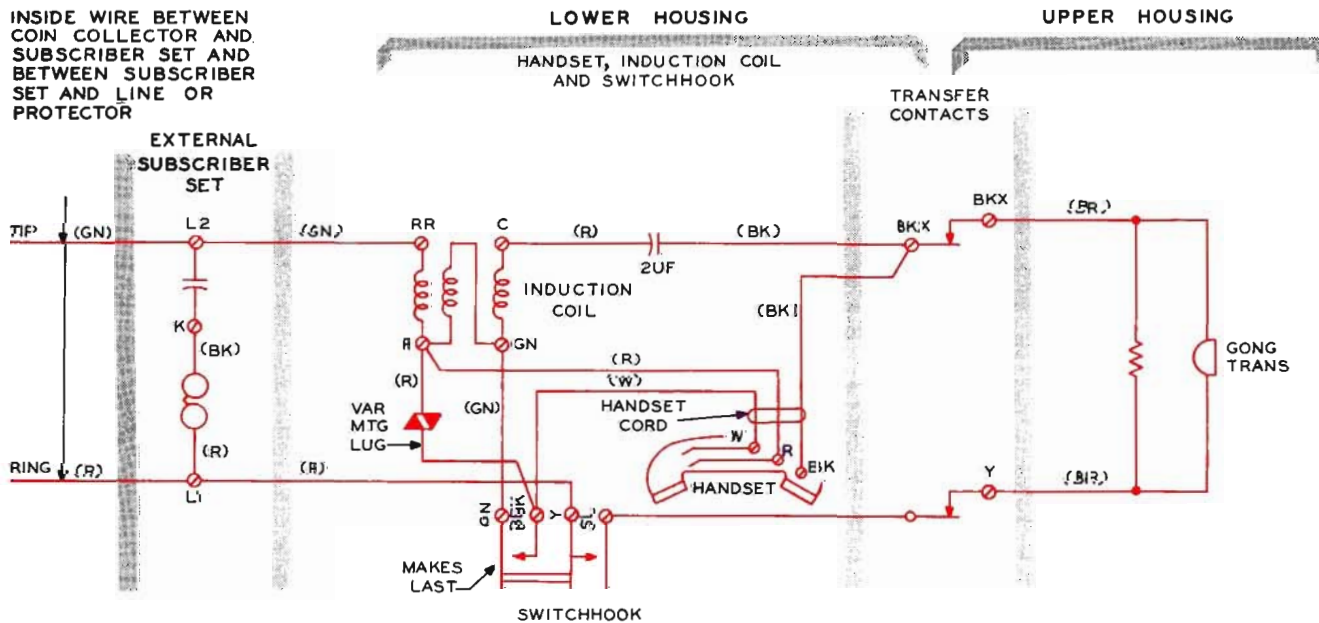 INSIDE WIRE BETWEEN
COIN COLLECTOR AND
SUBSCRIBER SET AND
BETWEEN SUBSCRIBER
SET AND LINE OR
PROTECTOR
LOWER HOUSING
UPPER HOUSING
HANDSET, INDUCTION COIL
AND SWITCHHOOK
TRANSFER
CONTACTS
EXTERNAL
SUBSCRIBER
SET
TIP
(GN)
L2
(GN)
RR
C
(R)
2UF
(BK)
BKX
BKX
(BR)
INDUCTION
COIL
K
(BK)
R
GN
(BK)
(R)
(R)
(W)
GONG
TRANS
VAR
MTG
LUG
(GN)
HANDSET
CORD
W
R
BK
HANDSET
(R)
RING
(R)
L1
(R)
Y
(BR)
GN
Y
MAKES
LAST
SWITCHHOOK